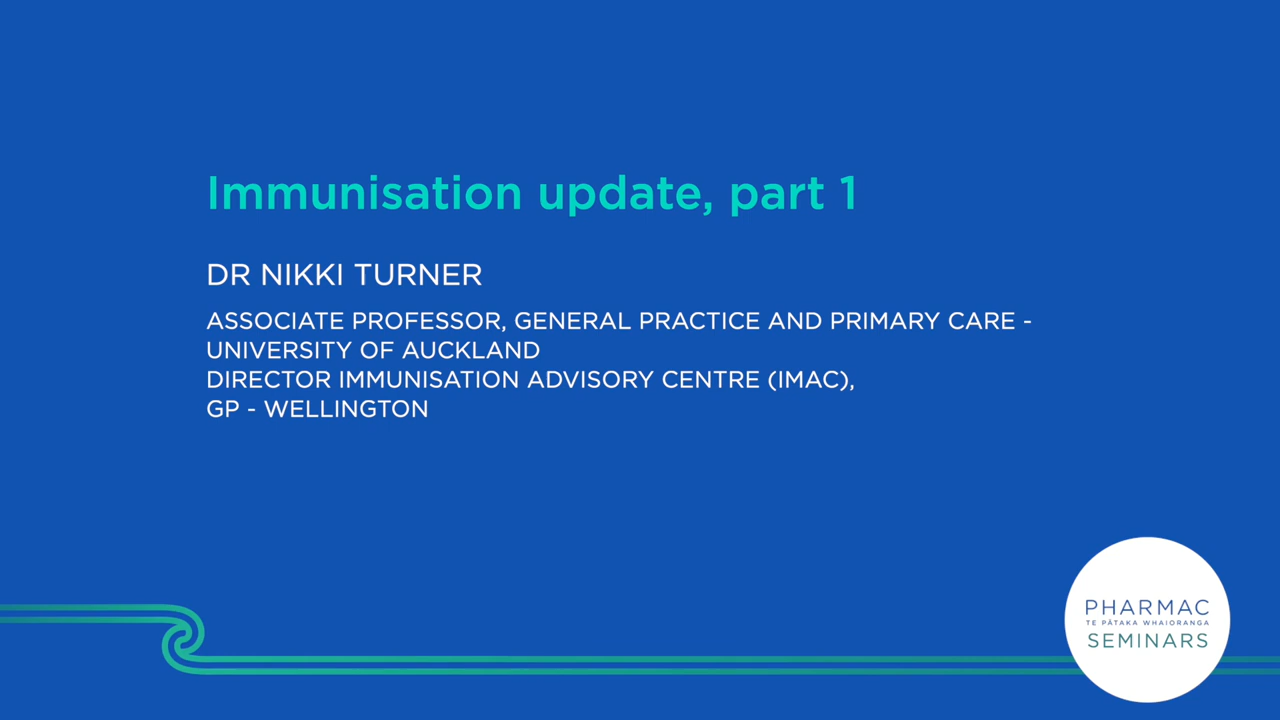 Immunisation update, part 1
DR NIKKI TURNER
ASSOCIATE PROFESSOR, GENERAL PRACTICE AND PRIMARY CARE -
UNIVERSITY OF AUCKLAND
DIRECTOR IMMUNISATION ADVISORY CENTRE (IMAC),
GP - WELLINGTON
PHARMAC
TE PĀTAKA WHAIORANGA
SEMINARS